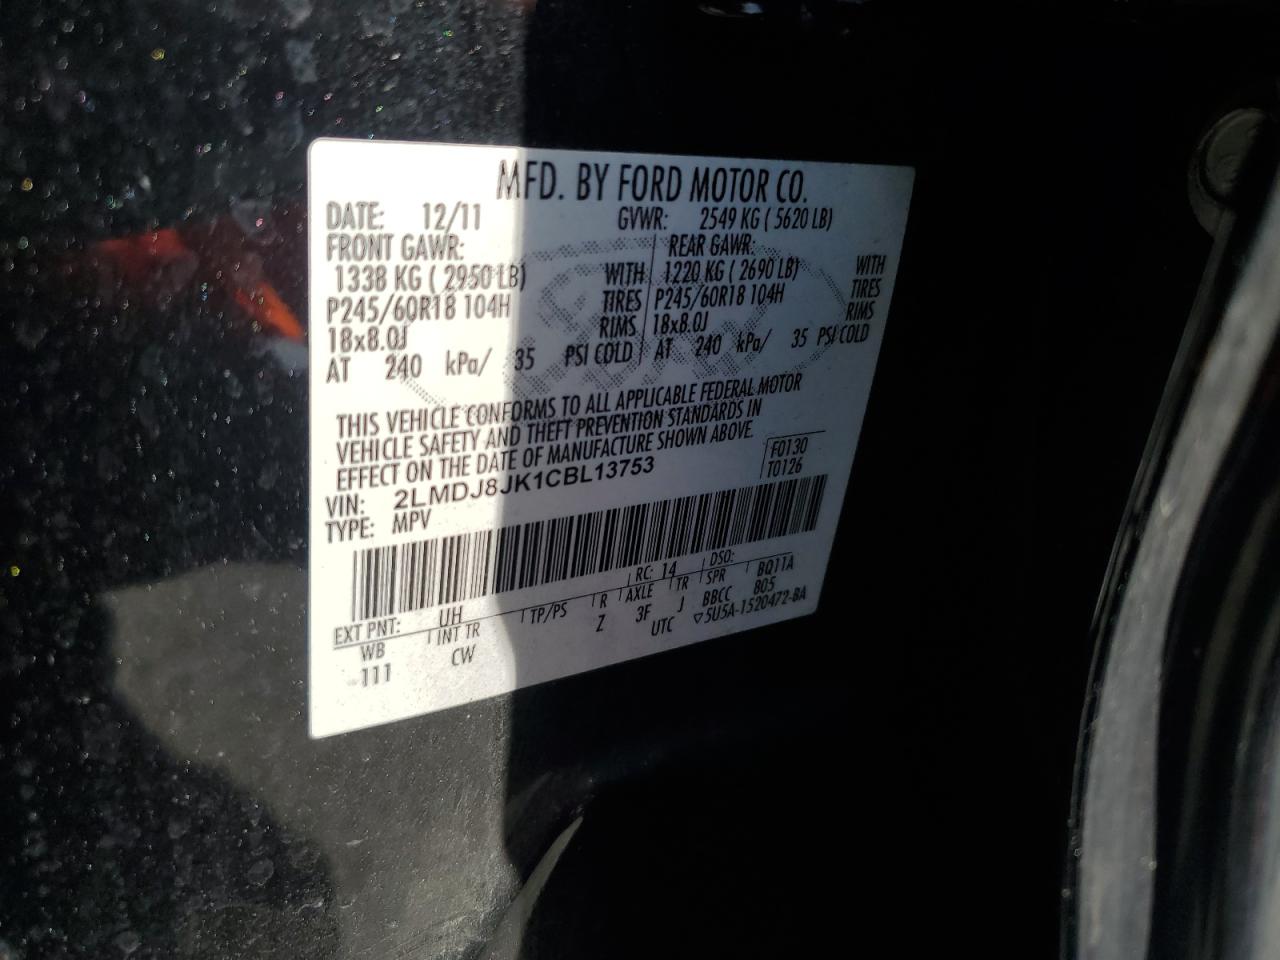 MFD. BY FORD MOTOR CO.
DATE: 12/11 GVWR: 2549 KG ( 5620 LB)
FRONT GAWR: REAR GAWR:
1338 KG ( 2950 LB) WITH 1220 KG ( 2690 LB) WITH
P245/60R18 104H TIRES P245/60R18 104H TIRES
18x8.0J RIMS 18x8.0J RIMS
AT 240 kPa/ 35 PSI COLD AT 240 kPa/ 35 PSI COLD
THIS VEHICLE CONFORMS TO ALL APPLICABLE FEDERAL MOTOR
VEHICLE SAFETY AND THEFT PREVENTION STANDARDS IN
EFFECT ON THE DATE OF MANUFACTURE SHOWN ABOVE.
F0130
T0126
VIN: 2LMDJ8JK1CBL13753
TYPE: MPV
RC: 14 DSO:
EXT PNT: UH BQ11A
WB INT TR TP/PS R AXLE TR SPR 805
111 CW Z 3F J BBCC
UTC ▽5U5A-1520472-BA